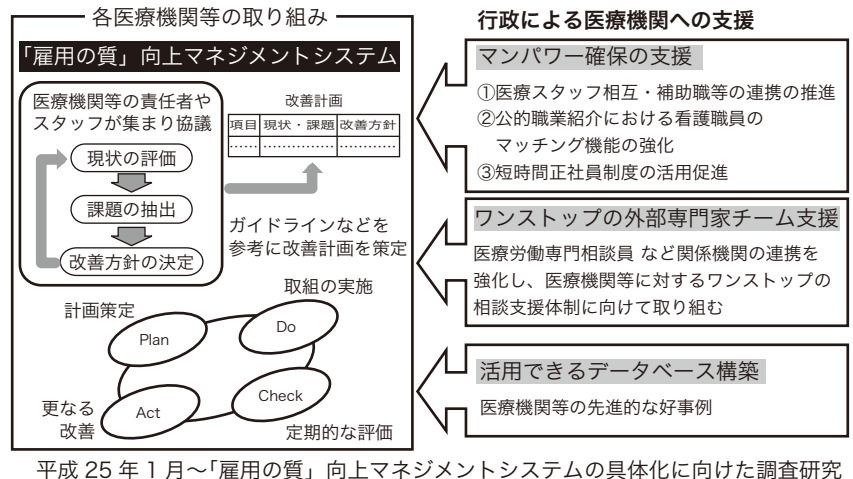 各医療機関等の取り組み
「雇用の質」向上マネジメントシステム
医療機関等の責任者や
スタッフが集まり協議
現状の評価
課題の抽出
改善方針の決定
改善計画
項目 現状・課題 改善方針
…… …………… ………
ガイドラインなどを
参考に改善計画を策定
計画策定
取組の実施
Plan
Do
Check
Act
更なる
改善
定期的な評価
行政による医療機関への支援
マンパワー確保の支援
①医療スタッフ相互・補助職等の連携の推進
②公的職業紹介における看護職員の
マッチング機能の強化
③短時間正社員制度の活用促進
ワンストップの外部専門家チーム支援
医療労働専門相談員 など関係機関の連携を
強化し、医療機関等に対するワンストップの
相談支援体制に向けて取り組む
活用できるデータベース構築
医療機関等の先進的な好事例
平成 25 年 1 月〜「雇用の質」向上マネジメントシステムの具体化に向けた調査研究